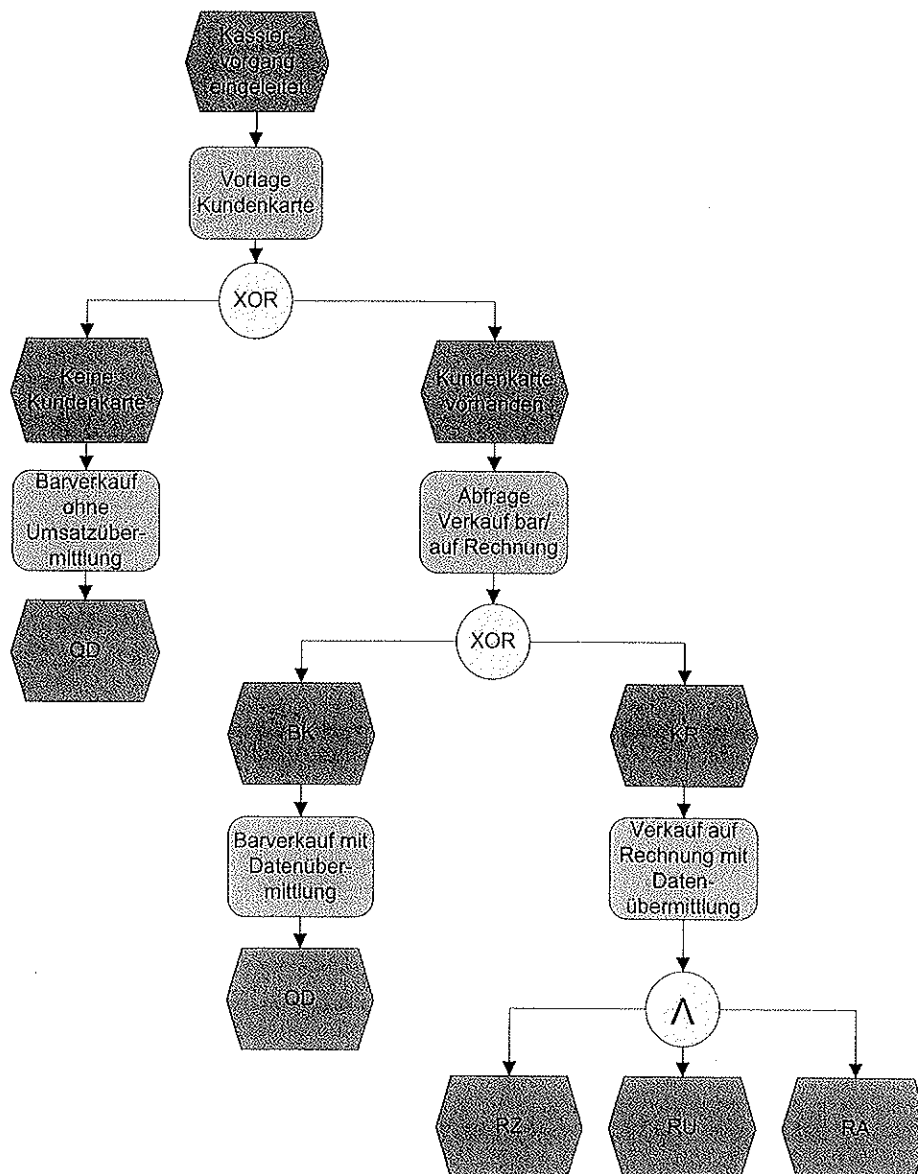 Kassier-
vorgang
eingeleitet
Vorlage
Kundenkarte
XOR
Keine
Kundenkarte
Kundenkarte
vorhanden
Barverkauf
ohne
Umsatzüber-
mittlung
Abfrage
Verkauf bar/
auf Rechnung
QD
XOR
BK
KR
Barverkauf mit
Datenüber-
mittlung
Verkauf auf
Rechnung mit
Daten-
übermittlung
QD
Λ
RZ
RU
RA